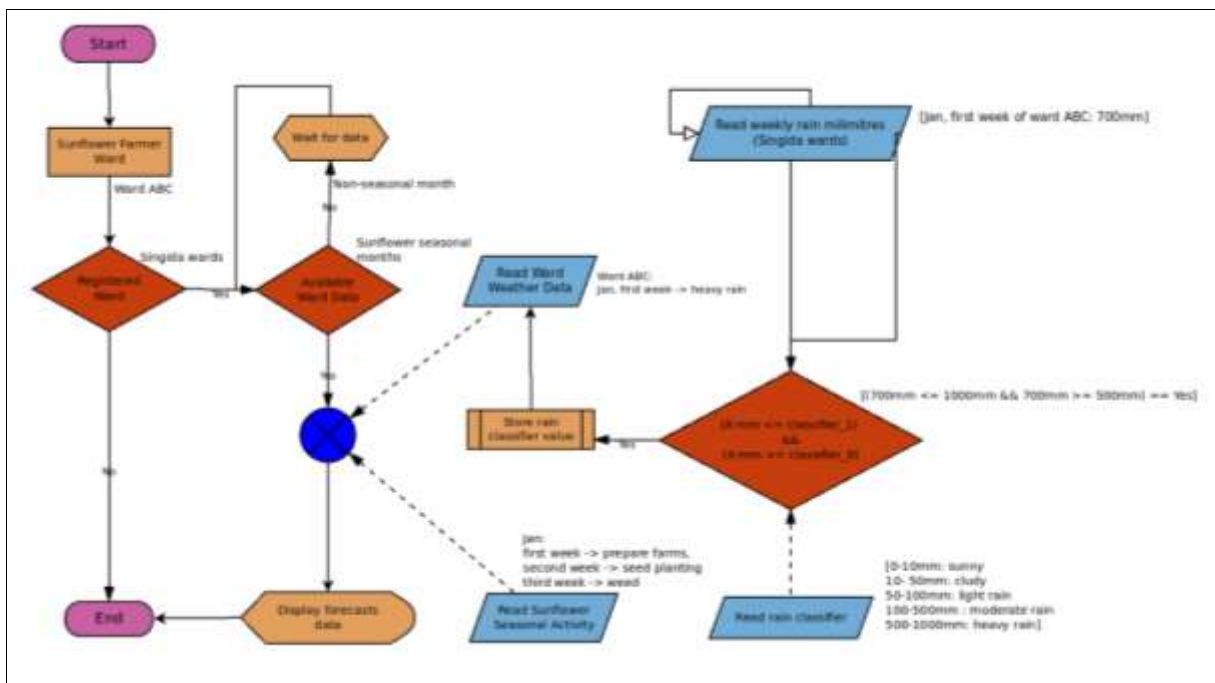 Start
Sunflower Farmer
Ward
Ward ABC
Registered
Ward
Singida wards
Yes
No
End
Wait for data
Non-seasonal month
No
Sunflower seasonal
months
Available
Ward Data
Yes
Display forecasts
data
Read Ward
Weather Data
Ward ABC:
Jan, first week -> heavy rain
Store rain
classifier value
Jan:
first week -> prepare farms,
second week -> seed planting
third week -> weed
Read Sunflower
Seasonal Activity
Read weekly rain milimitres
(Singida wards)
[Jan, first week of ward ABC: 700mm]
[(700mm <= 1000mm && 700mm >= 500mm) == Yes]
(X-mm <= Classifier_1)
&&
(X-mm >= Classifier_0)
Yes
Read rain classifier
[0-10mm: sunny
10- 50mm: cludy
50-100mm: light rain
100-500mm : moderate rain
500-1000mm: heavy rain]